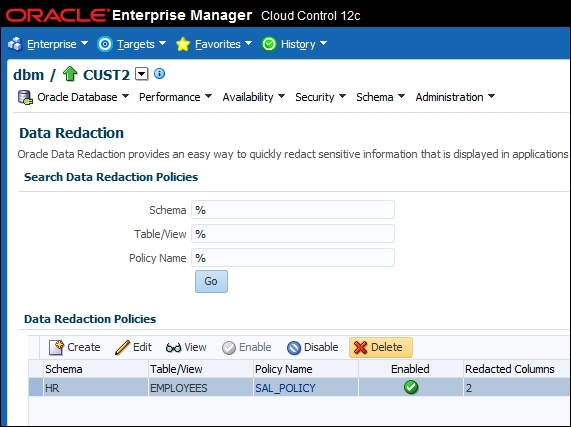 ORACLE Enterprise Manager Cloud Control 12c
Enterprise Targets Favorites History
dbm / CUST2
Oracle Database Performance Availability Security Schema Administration
Data Redaction
Oracle Data Redaction provides an easy way to quickly redact sensitive information that is displayed in applications
Search Data Redaction Policies
Schema %
Table/View %
Policy Name %
Go
Data Redaction Policies
Create Edit View Enable Disable Delete
Schema Table/View Policy Name Enabled Redacted Columns
HR EMPLOYEES SAL_POLICY 2